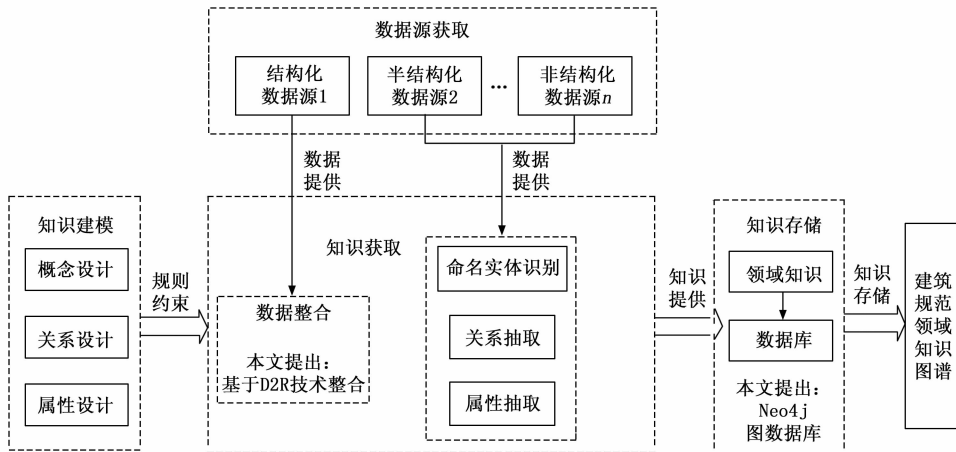 数据源获取
结构化
数据源1
半结构化
数据源2
...
非结构化
数据源n
数据
提供
数据
提供
知识建模
概念设计
关系设计
属性设计
规则
约束
知识获取
数据整合
本文提出：
基于D2R技术整合
命名实体识别
关系抽取
属性抽取
知识
提供
知识存储
领域知识
数据库
本文提出：
Neo4j
图数据库
知识
存储
建筑
规范
领域
知识
图谱